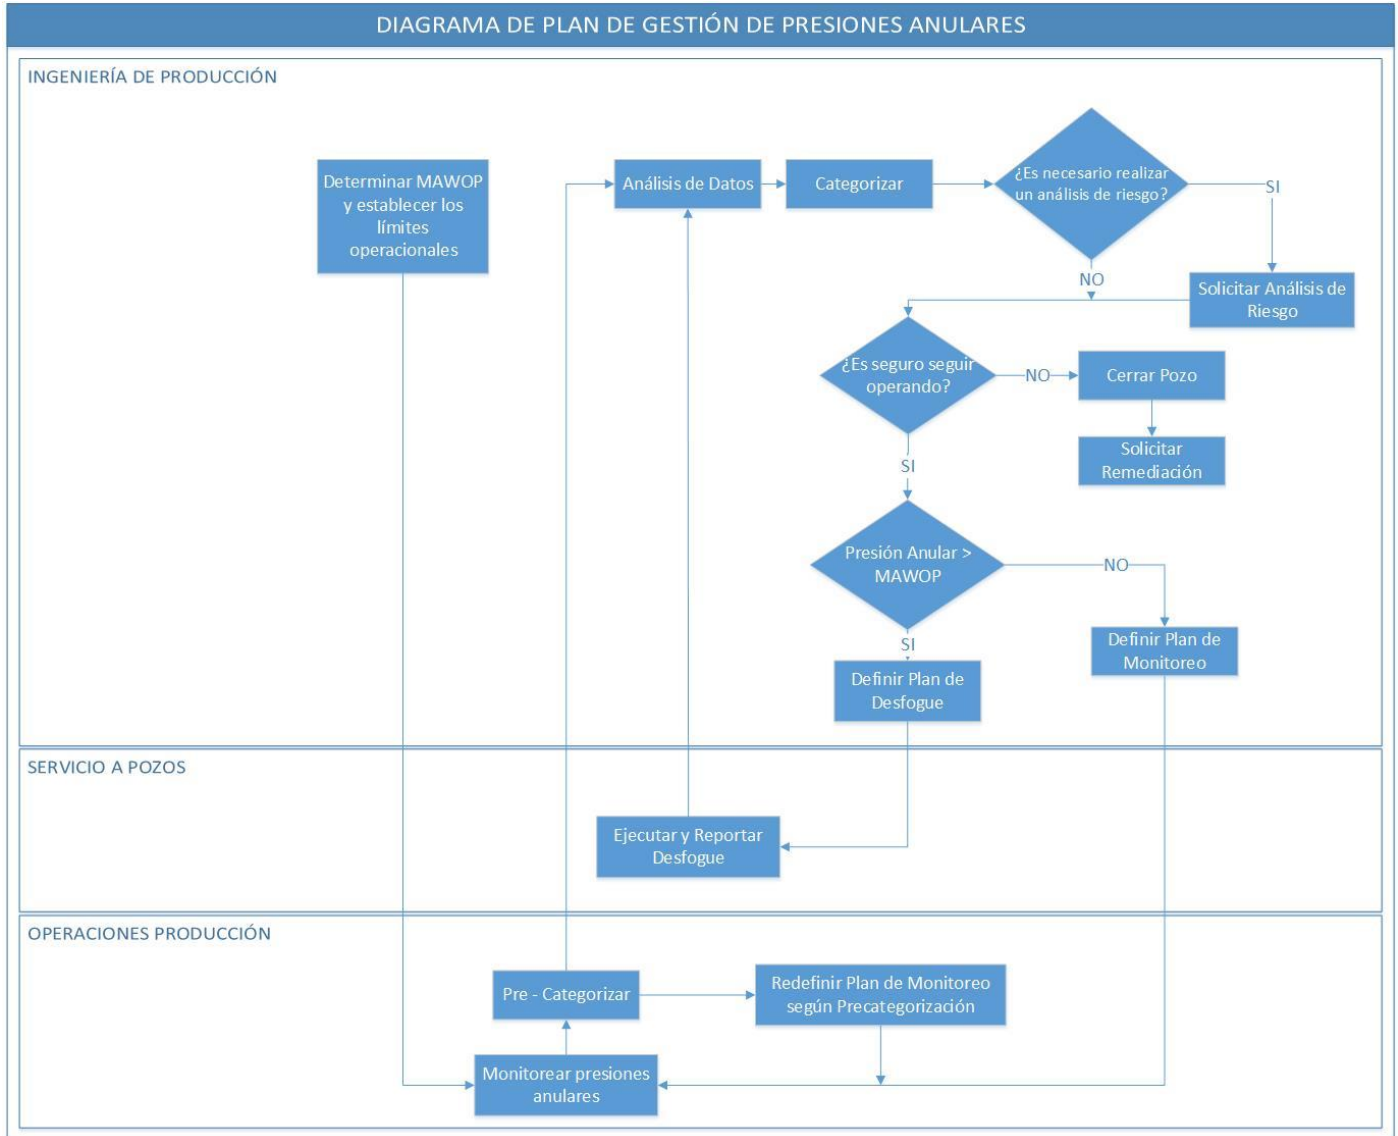 DIAGRAMA DE PLAN DE GESTIÓN DE PRESIONES ANULARES
INGENIERÍA DE PRODUCCIÓN
Determinar MAWOP
y establecer los
límites
operacionales
Análisis de Datos
Categorizar
¿Es necesario realizar
un análisis de riesgo?
SI
NO
Solicitar Análisis de
Riesgo
¿Es seguro seguir
operando?
NO
Cerrar Pozo
Solicitar
Remediación
SI
Presión Anular >
MAWOP
NO
SI
Definir Plan de
Monitoreo
Definir Plan de
Desfogue
SERVICIO A POZOS
Ejecutar y Reportar
Desfogue
OPERACIONES PRODUCCIÓN
Pre - Categorizar
Redefinir Plan de Monitoreo
según Precategorización
Monitorear presiones
anulares